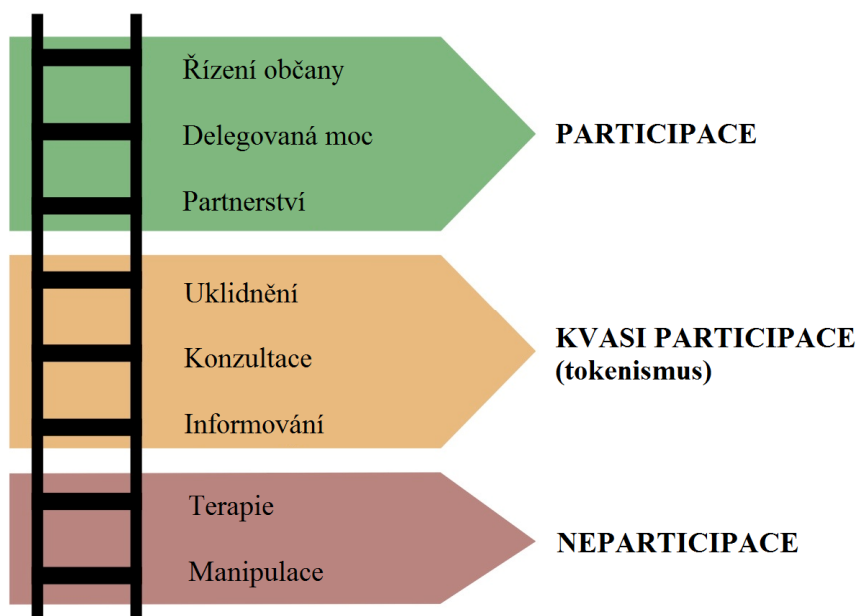 Řízení občany
Delegovaná moc
Partnerství
PARTICIPACE
Uklidnění
Konzultace
Informování
KVASI PARTICIPACE
(tokenismus)
Terapie
Manipulace
NEPARTICIPACE